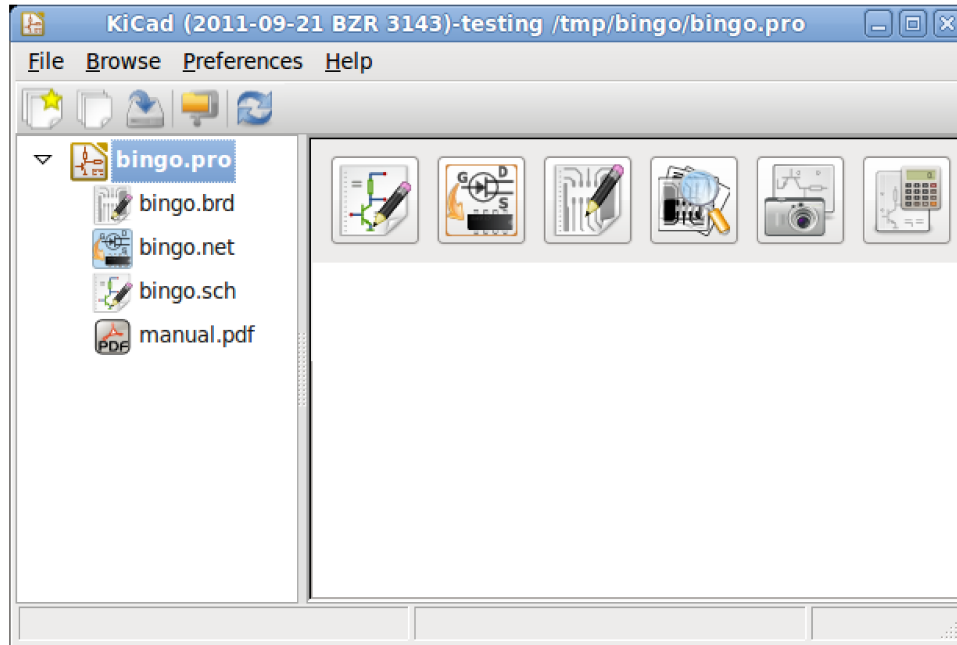 KiCad (2011-09-21 BZR 3143)-testing /tmp/bingo/bingo.pro
File Browse Preferences Help
bingo.pro
bingo.brd
bingo.net
bingo.sch
manual.pdf
PDF
G D
S